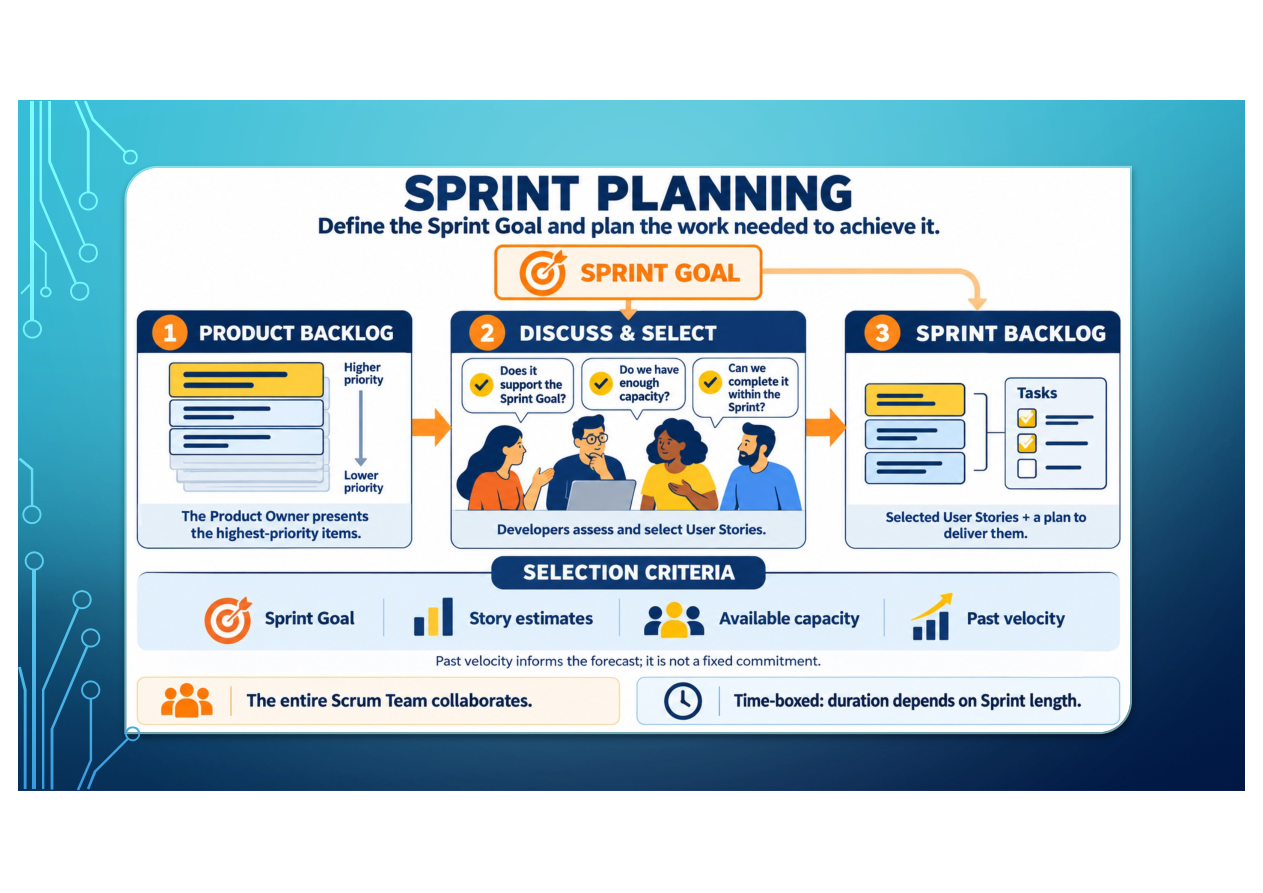 SPRINT PLANNING
Define the Sprint Goal and plan the work needed to achieve it.
SPRINT GOAL
1 PRODUCT BACKLOG
Higher
priority
Lower
priority
The Product Owner presents
the highest-priority items.
2 DISCUSS & SELECT
Does it
support the
Sprint Goal?
Do we have
enough
capacity?
Can we
complete it
within the
Sprint?
Developers assess and select User Stories.
3 SPRINT BACKLOG
Tasks
Selected User Stories + a plan to
deliver them.
SELECTION CRITERIA
Sprint Goal
Story estimates
Available capacity
Past velocity
Past velocity informs the forecast; it is not a fixed commitment.
The entire Scrum Team collaborates.
Time-boxed: duration depends on Sprint length.